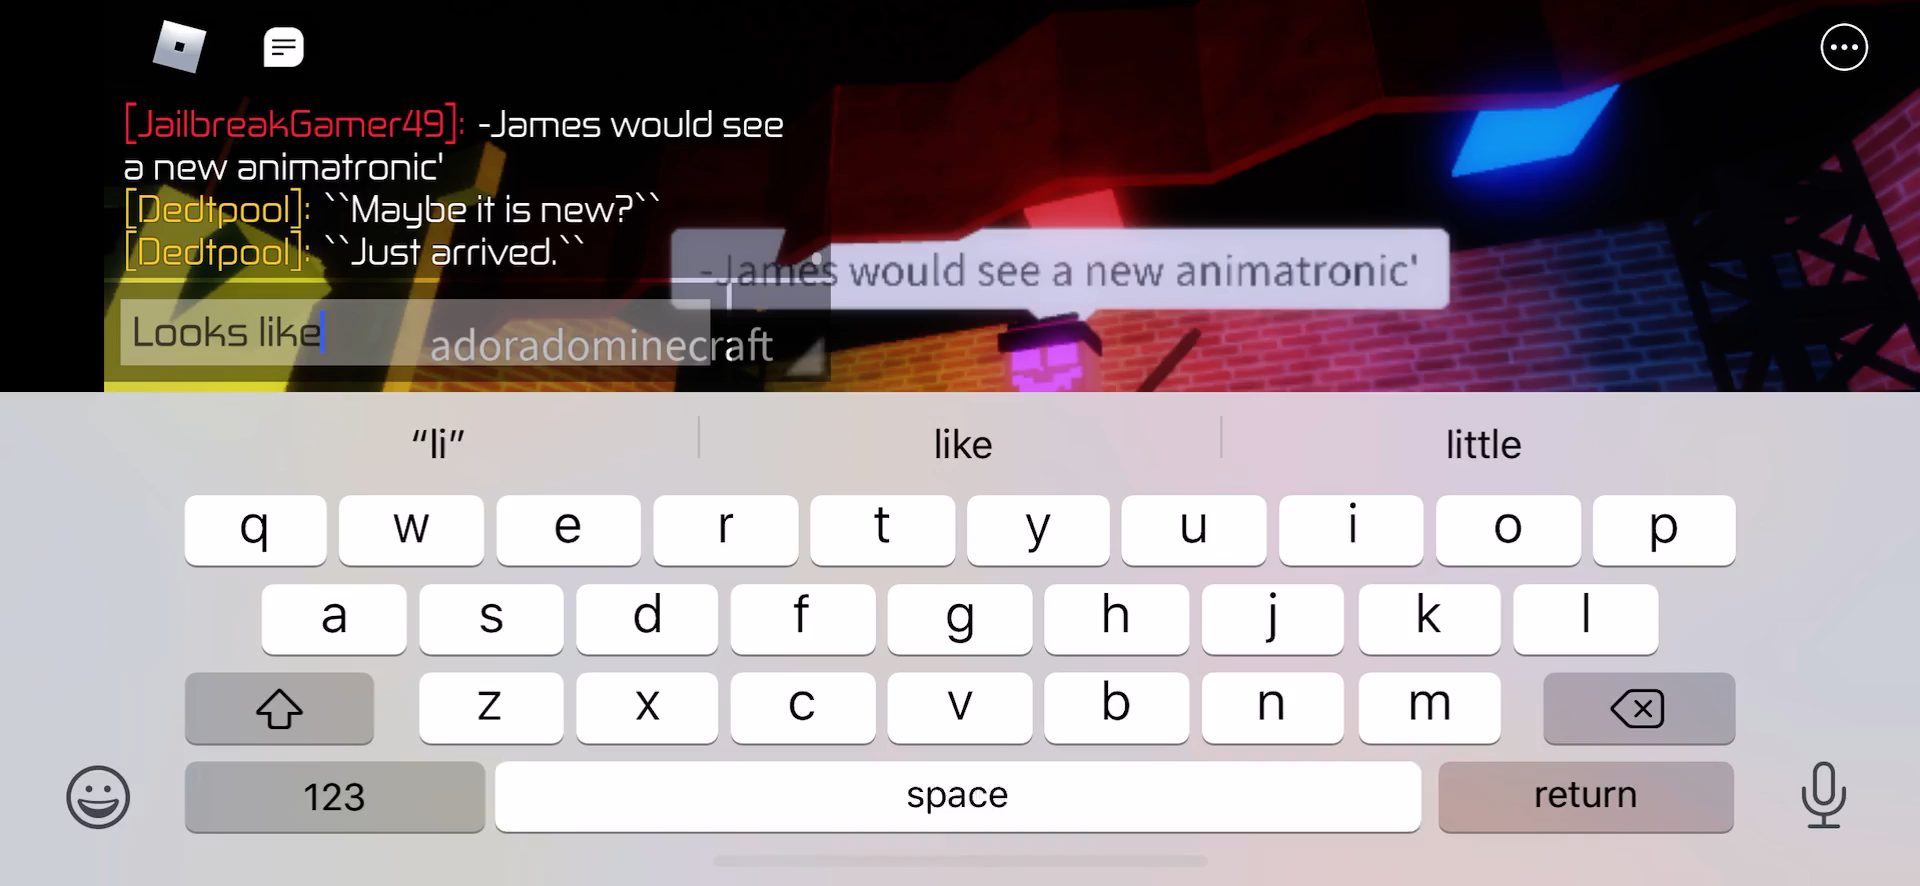 [JailbreakGamer49]: -James would see
a new animatronic'
[Dedtpool]: ``Maybe it is new?``
[Dedtpool]: ``Just arrived.``
-James would see a new animatronic'
Looks like
adoradominecraft
“li” like little
q w e r t y u i o p
a s d f g h j k l
z x c v b n m
123 space return